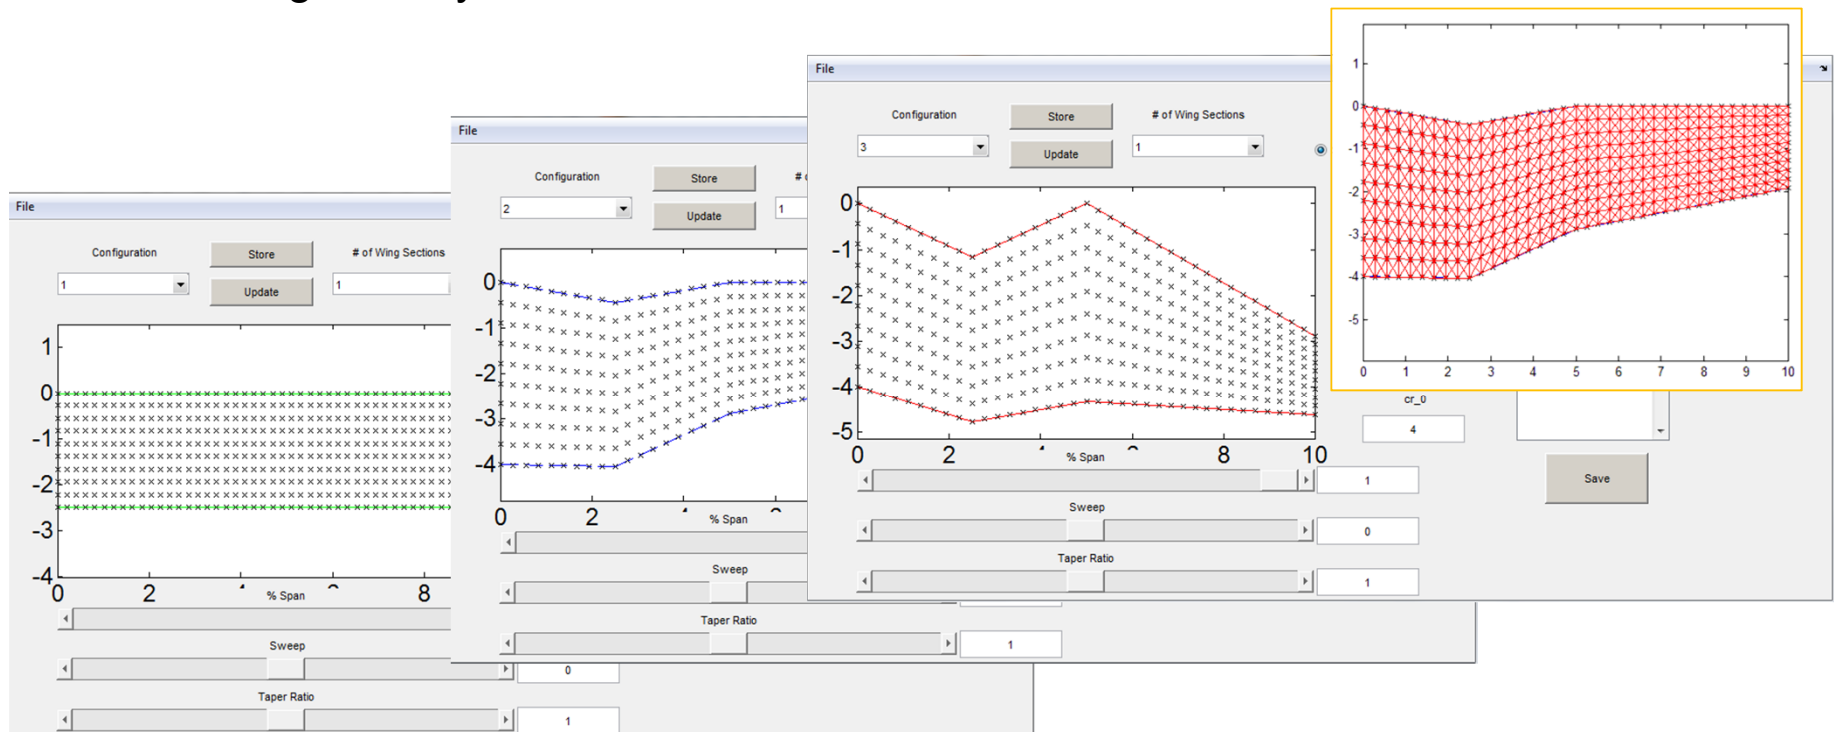 File
Configuration
Store
# of Wing Sections
1
Update
1
1
0
-1
-2
-3
-4
0
2
8
% Span
Sweep
0
Taper Ratio
1
File
Configuration
Store
2
Update
1
0
-1
-2
-3
-4
0
2
% Span
Sweep
Taper Ratio
1
File
Configuration
Store
# of Wing Sections
3
Update
1
0
-1
-2
-3
-4
-5
0
2
8
10
% Span
1
Sweep
0
Taper Ratio
1
cr_0
4
Save
1
0
-1
-2
-3
-4
-5
0 1 2 3 4 5 6 7 8 9 10